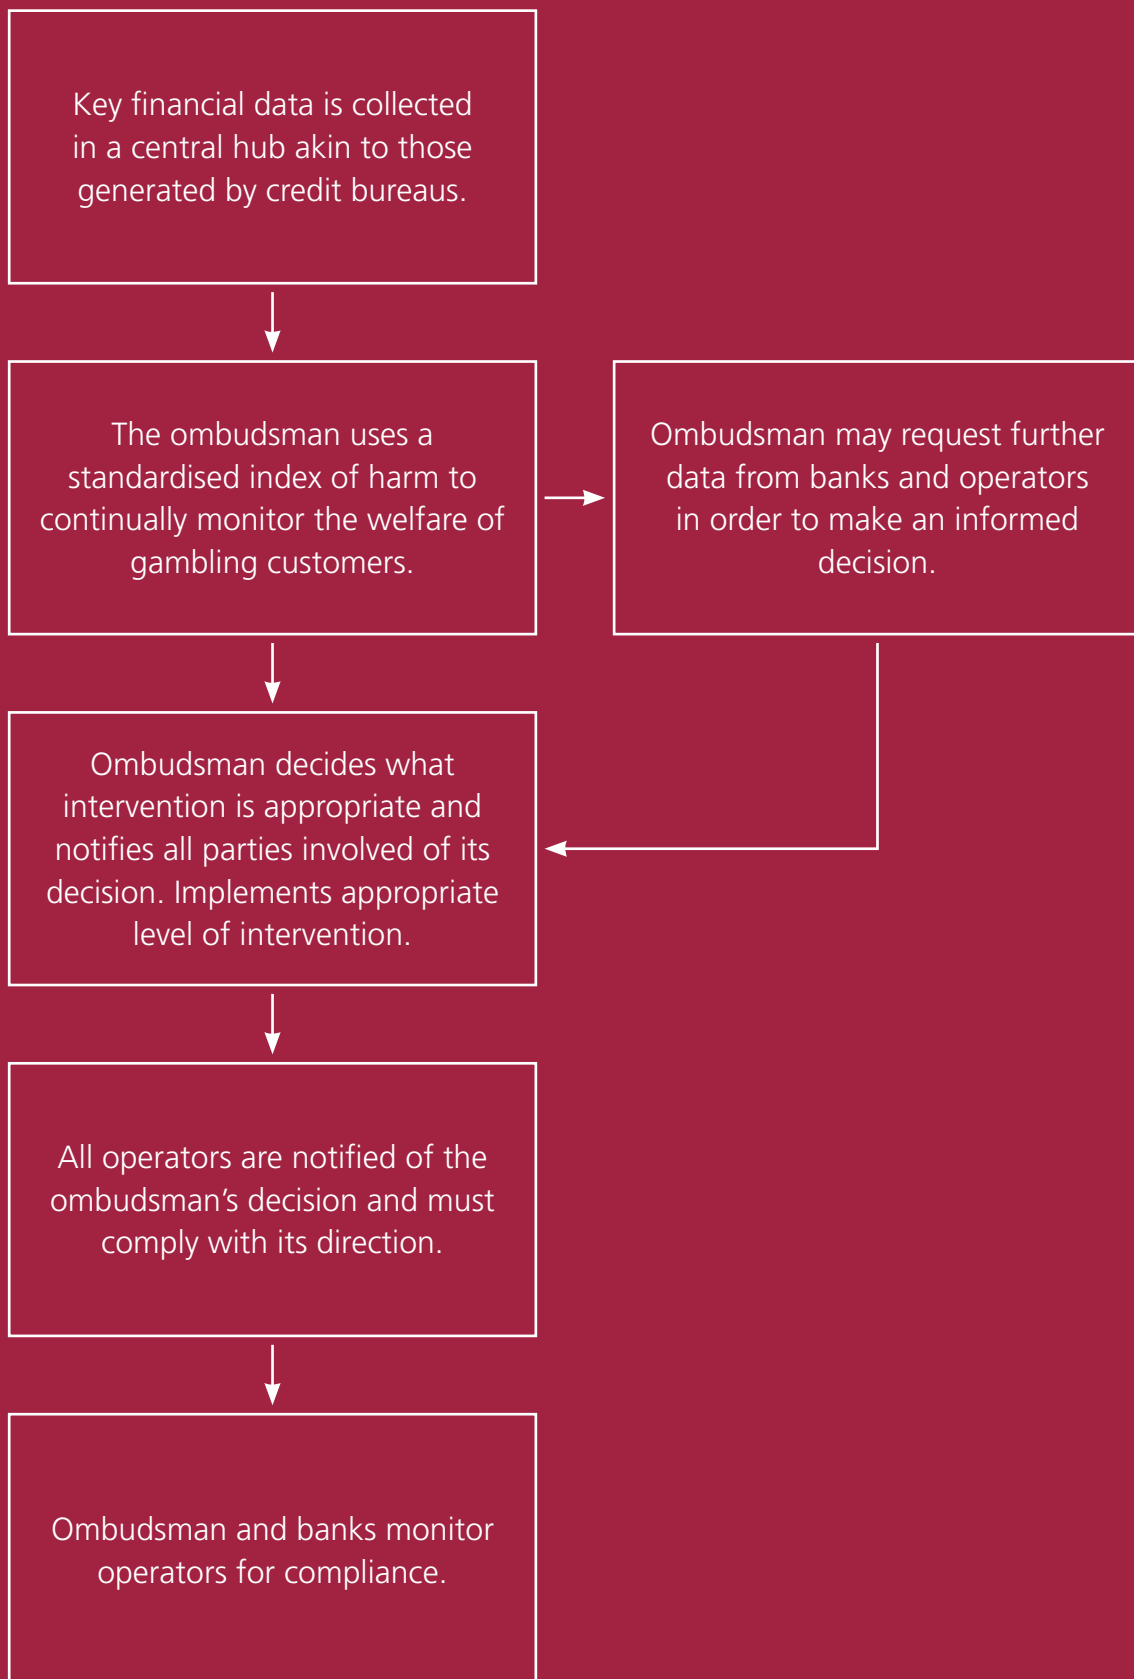 Key financial data is collected
in a central hub akin to those
generated by credit bureaus.
The ombudsman uses a
standardised index of harm to
continually monitor the welfare of
gambling customers.
Ombudsman may request further
data from banks and operators
in order to make an informed
decision.
Ombudsman decides what
intervention is appropriate and
notifies all parties involved of its
decision. Implements appropriate
level of intervention.
All operators are notified of the
ombudsman’s decision and must
comply with its direction.
Ombudsman and banks monitor
operators for compliance.